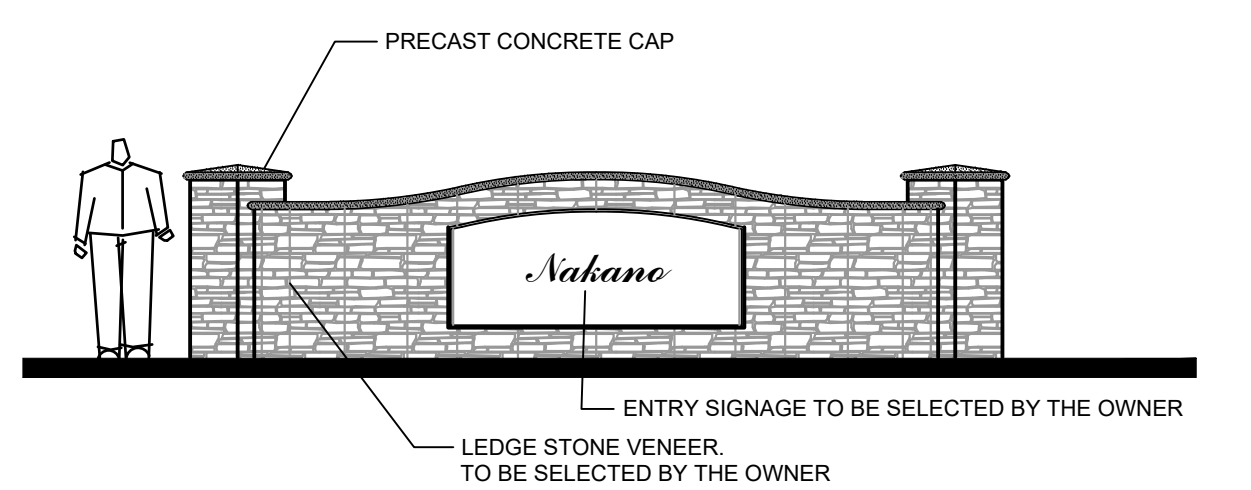 PRECAST CONCRETE CAP
Nakano
ENTRY SIGNAGE TO BE SELECTED BY THE OWNER
LEDGE STONE VENEER.
TO BE SELECTED BY THE OWNER